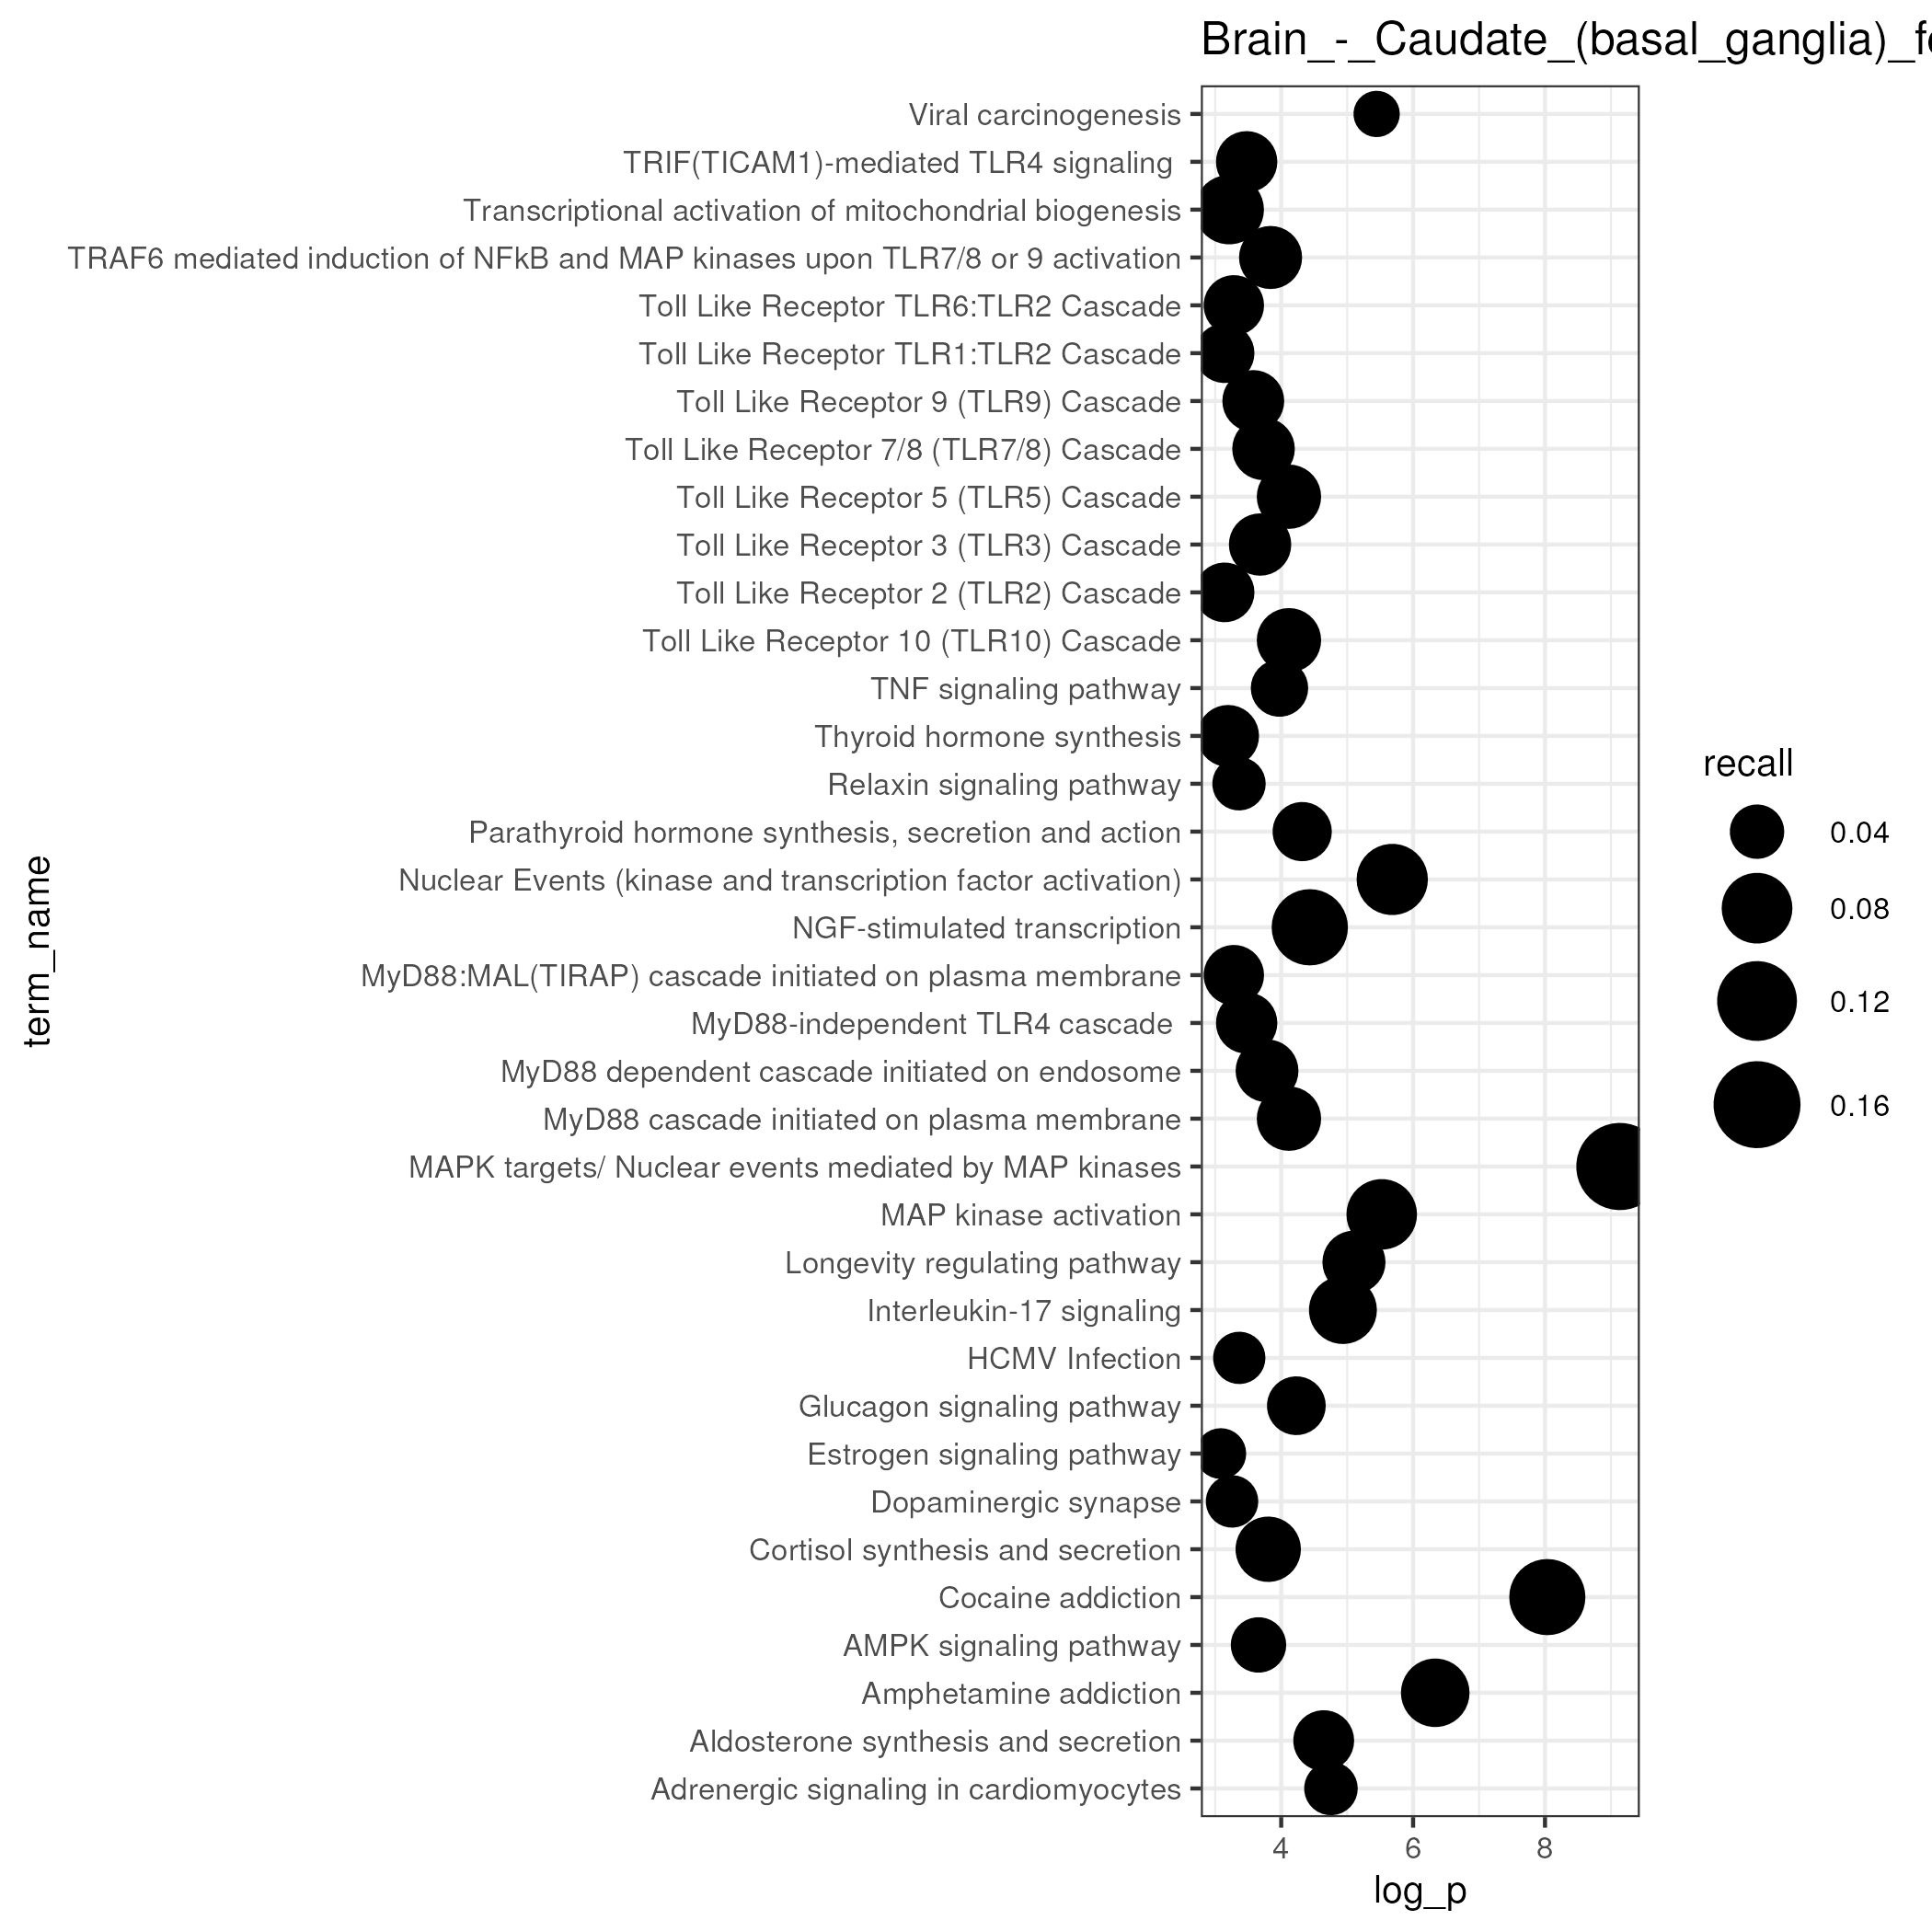 Brain_-_Caudate_(basal_ganglia)_f
Viral carcinogenesis
TRIF(TICAM1)-mediated TLR4 signaling
Transcriptional activation of mitochondrial biogenesis
TRAF6 mediated induction of NFkB and MAP kinases upon TLR7/8 or 9 activation
Toll Like Receptor TLR6:TLR2 Cascade
Toll Like Receptor TLR1:TLR2 Cascade
Toll Like Receptor 9 (TLR9) Cascade
Toll Like Receptor 7/8 (TLR7/8) Cascade
Toll Like Receptor 5 (TLR5) Cascade
Toll Like Receptor 3 (TLR3) Cascade
Toll Like Receptor 2 (TLR2) Cascade
Toll Like Receptor 10 (TLR10) Cascade
TNF signaling pathway
Thyroid hormone synthesis
Relaxin signaling pathway
Parathyroid hormone synthesis, secretion and action
Nuclear Events (kinase and transcription factor activation)
NGF-stimulated transcription
MyD88:MAL(TIRAP) cascade initiated on plasma membrane
MyD88-independent TLR4 cascade
MyD88 dependent cascade initiated on endosome
MyD88 cascade initiated on plasma membrane
MAPK targets/ Nuclear events mediated by MAP kinases
MAP kinase activation
Longevity regulating pathway
Interleukin-17 signaling
HCMV Infection
Glucagon signaling pathway
Estrogen signaling pathway
Dopaminergic synapse
Cortisol synthesis and secretion
Cocaine addiction
AMPK signaling pathway
Amphetamine addiction
Aldosterone synthesis and secretion
Adrenergic signaling in cardiomyocytes
term_name
4 6 8
log_p
recall
0.04
0.08
0.12
0.16